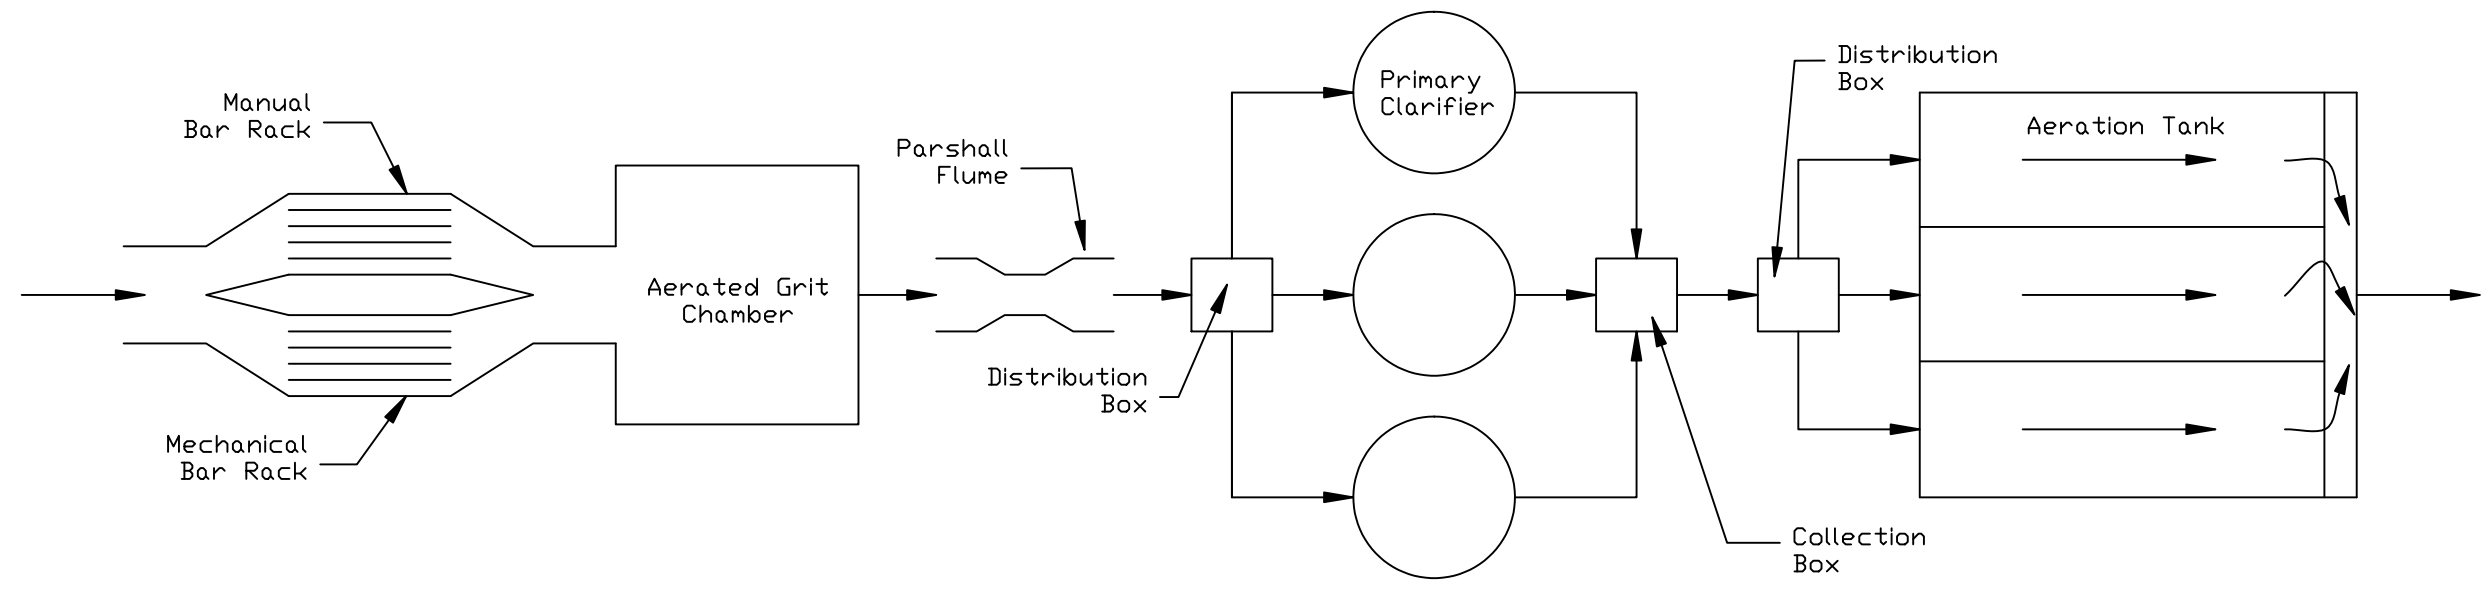 Manual
Bar Rack
Mechanical
Bar Rack
Aerated Grit
Chamber
Parshall
Flume
Distribution
Box
Primary
Clarifier
Collection
Box
Distribution
Box
Aeration Tank